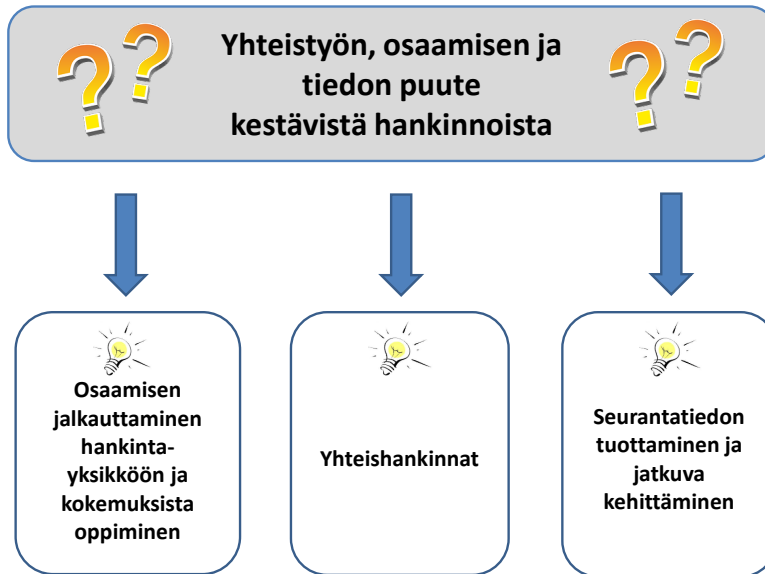 Yhteistyön, osaamisen ja
tiedon puute
kestävistä hankinnoista
Osaamisen
jalkauttaminen
hankinta-
yksikköön ja
kokemuksista
oppiminen
Yhteishankinnat
Seurantatiedon
tuottaminen ja
jatkuva
kehittäminen